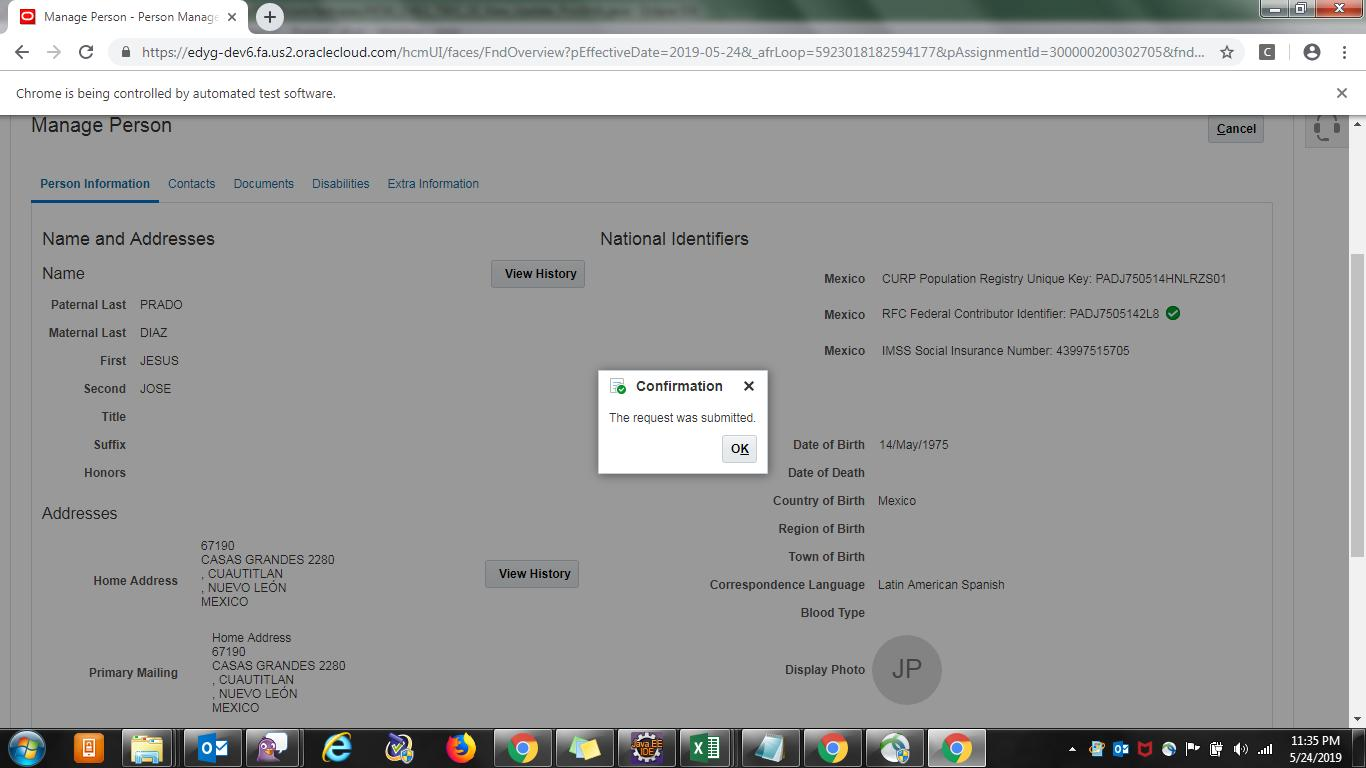 Manage Person - Person Manage
https://edyg-dev6.fa.us2.oraclecloud.com/hcmUI/faces/FndOverview?pEffectiveDate=2019-05-24&_afrLoop=5923018182594177&pAssignmentId=300000200302705&fnd...
C
Chrome is being controlled by automated test software.
Manage Person
Cancel
Person Information Contacts Documents Disabilities Extra Information
Name and Addresses
Name
View History
Paternal Last PRADO
Maternal Last DIAZ
First JESUS
Second JOSE
Title
Suffix
Honors
Addresses
Home Address
67190
CASAS GRANDES 2280
, CUAUTITLAN
, NUEVO LEÓN
MEXICO
View History
Primary Mailing
Home Address
67190
CASAS GRANDES 2280
, CUAUTITLAN
, NUEVO LEÓN
MEXICO
National Identifiers
Mexico CURP Population Registry Unique Key: PADJ750514HNLRZS01
Mexico RFC Federal Contributor Identifier: PADJ7505142L8
Mexico IMSS Social Insurance Number: 43997515705
Confirmation
The request was submitted.
OK
Date of Birth 14/May/1975
Date of Death
Country of Birth Mexico
Region of Birth
Town of Birth
Correspondence Language Latin American Spanish
Blood Type
Display Photo JP
Java EE
IDE
11:35 PM
5/24/2019